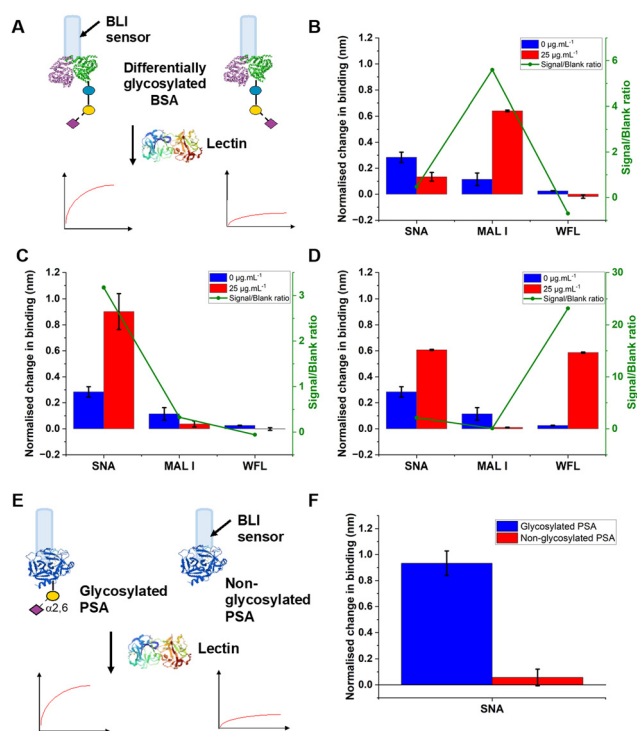 A
BLI
sensor
Differentially
glycosylated
BSA
Lectin
B
0 µg.mL-1
25 µg.mL-1
Signal/Blank ratio
Normalised change in binding (nm)
1.2
1.0
0.8
0.6
0.4
0.2
0.0
−0.2
6
4
2
0
Signal/Blank ratio
SNA
MAL I
WFL
C
0 µg.mL-1
25 µg.mL-1
Signal/Blank ratio
Normalised change in binding (nm)
1.2
1.0
0.8
0.6
0.4
0.2
0.0
−0.2
3
2
1
0
Signal/Blank ratio
SNA
MAL I
WFL
D
0 µg.mL-1
25 µg.mL-1
Signal/Blank ratio
Normalised change in binding (nm)
1.2
1.0
0.8
0.6
0.4
0.2
0.0
−0.2
30
20
15
10
5
0
Signal/Blank ratio
SNA
MAL I
WFL
E
BLI
sensor
α2,6
Glycosylated
PSA
Non-
glycosylated
PSA
Lectin
F
Glycosylated PSA
Non-glycosylated PSA
Normalised change in binding (nm)
1.2
1.0
0.8
0.6
0.4
0.2
0.0
SNA